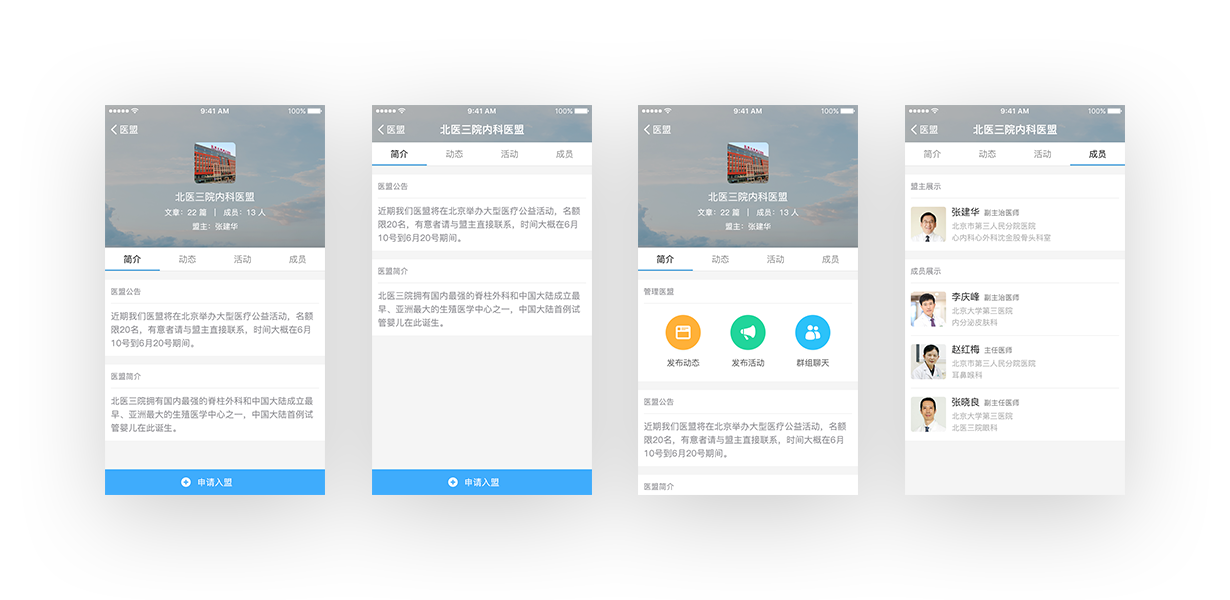 9:41 AM
100%
医盟
北医三院内科医盟
文章：22 篇 | 成员：13 人
盟主：张建华
简介 动态 活动 成员
医盟公告
近期我们医盟将在北京举办大型医疗公益活动，名额
限20名，有意者请与盟主直接联系，时间大概在6月
10号到6月20号期间。
医盟简介
北医三院拥有国内最强的脊柱外科和中国大陆成立最
早、亚洲最大的生殖医学中心之一，中国大陆首例试
管婴儿在此诞生。
申请入盟
9:41 AM
100%
医盟
北医三院内科医盟
简介 动态 活动 成员
医盟公告
近期我们医盟将在北京举办大型医疗公益活动，名额
限20名，有意者请与盟主直接联系，时间大概在6月
10号到6月20号期间。
医盟简介
北医三院拥有国内最强的脊柱外科和中国大陆成立最
早、亚洲最大的生殖医学中心之一，中国大陆首例试
管婴儿在此诞生。
申请入盟
9:41 AM
100%
医盟
北医三院内科医盟
文章：22 篇 | 成员：13 人
盟主：张建华
简介 动态 活动 成员
管理医盟
发布动态 发布活动 群组聊天
医盟公告
近期我们医盟将在北京举办大型医疗公益活动，名额
限20名，有意者请与盟主直接联系，时间大概在6月
10号到6月20号期间。
医盟简介
9:41 AM
100%
医盟
北医三院内科医盟
简介 动态 活动 成员
盟主展示
张建华 副主治医师
北京市第三人民分院医院
心内科心外科沈金股骨头科室
成员展示
李庆峰 副主治医师
北京大学第三医院
内分泌皮肤科
赵红梅 主任医师
北京市第三人民分院医院
耳鼻喉科
张晓良 副主任医师
北京大学第三医院
北医三院眼科